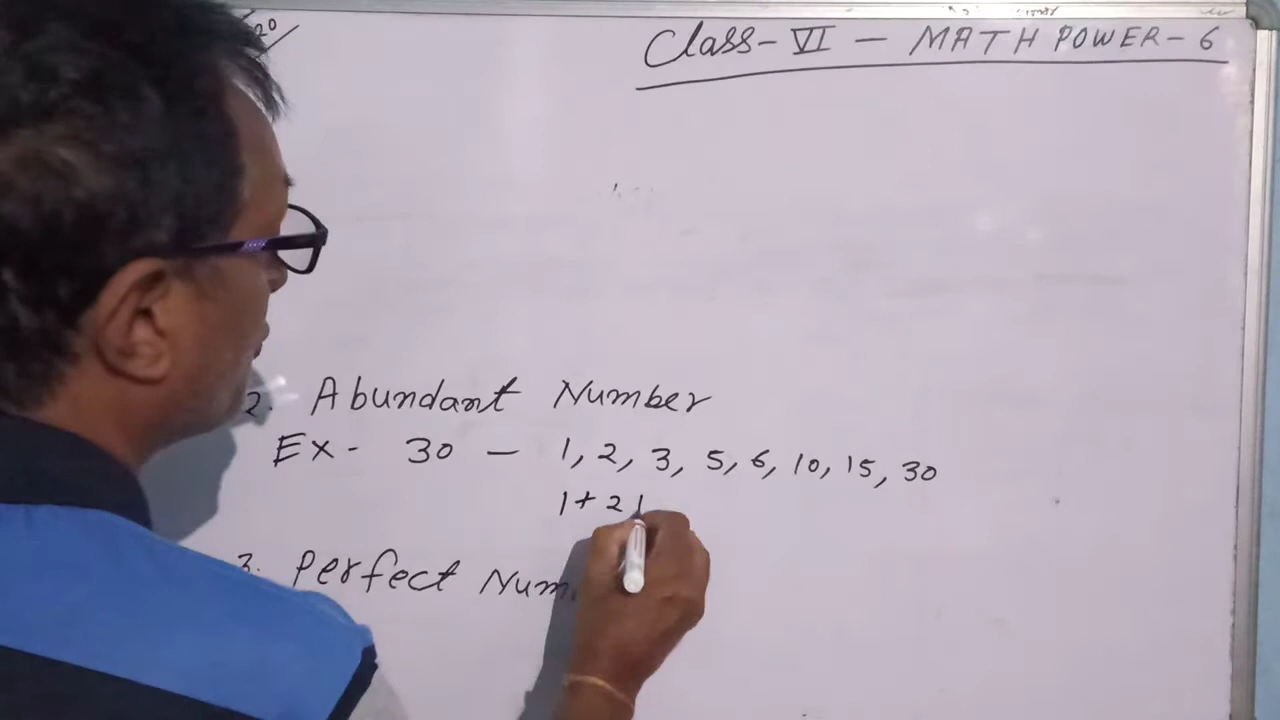 20
Class-VI - MATH POWER-6
2. Abundant Number
Ex- 30 - 1, 2, 3, 5, 6, 10, 15, 30
1+2
3. Perfect Num